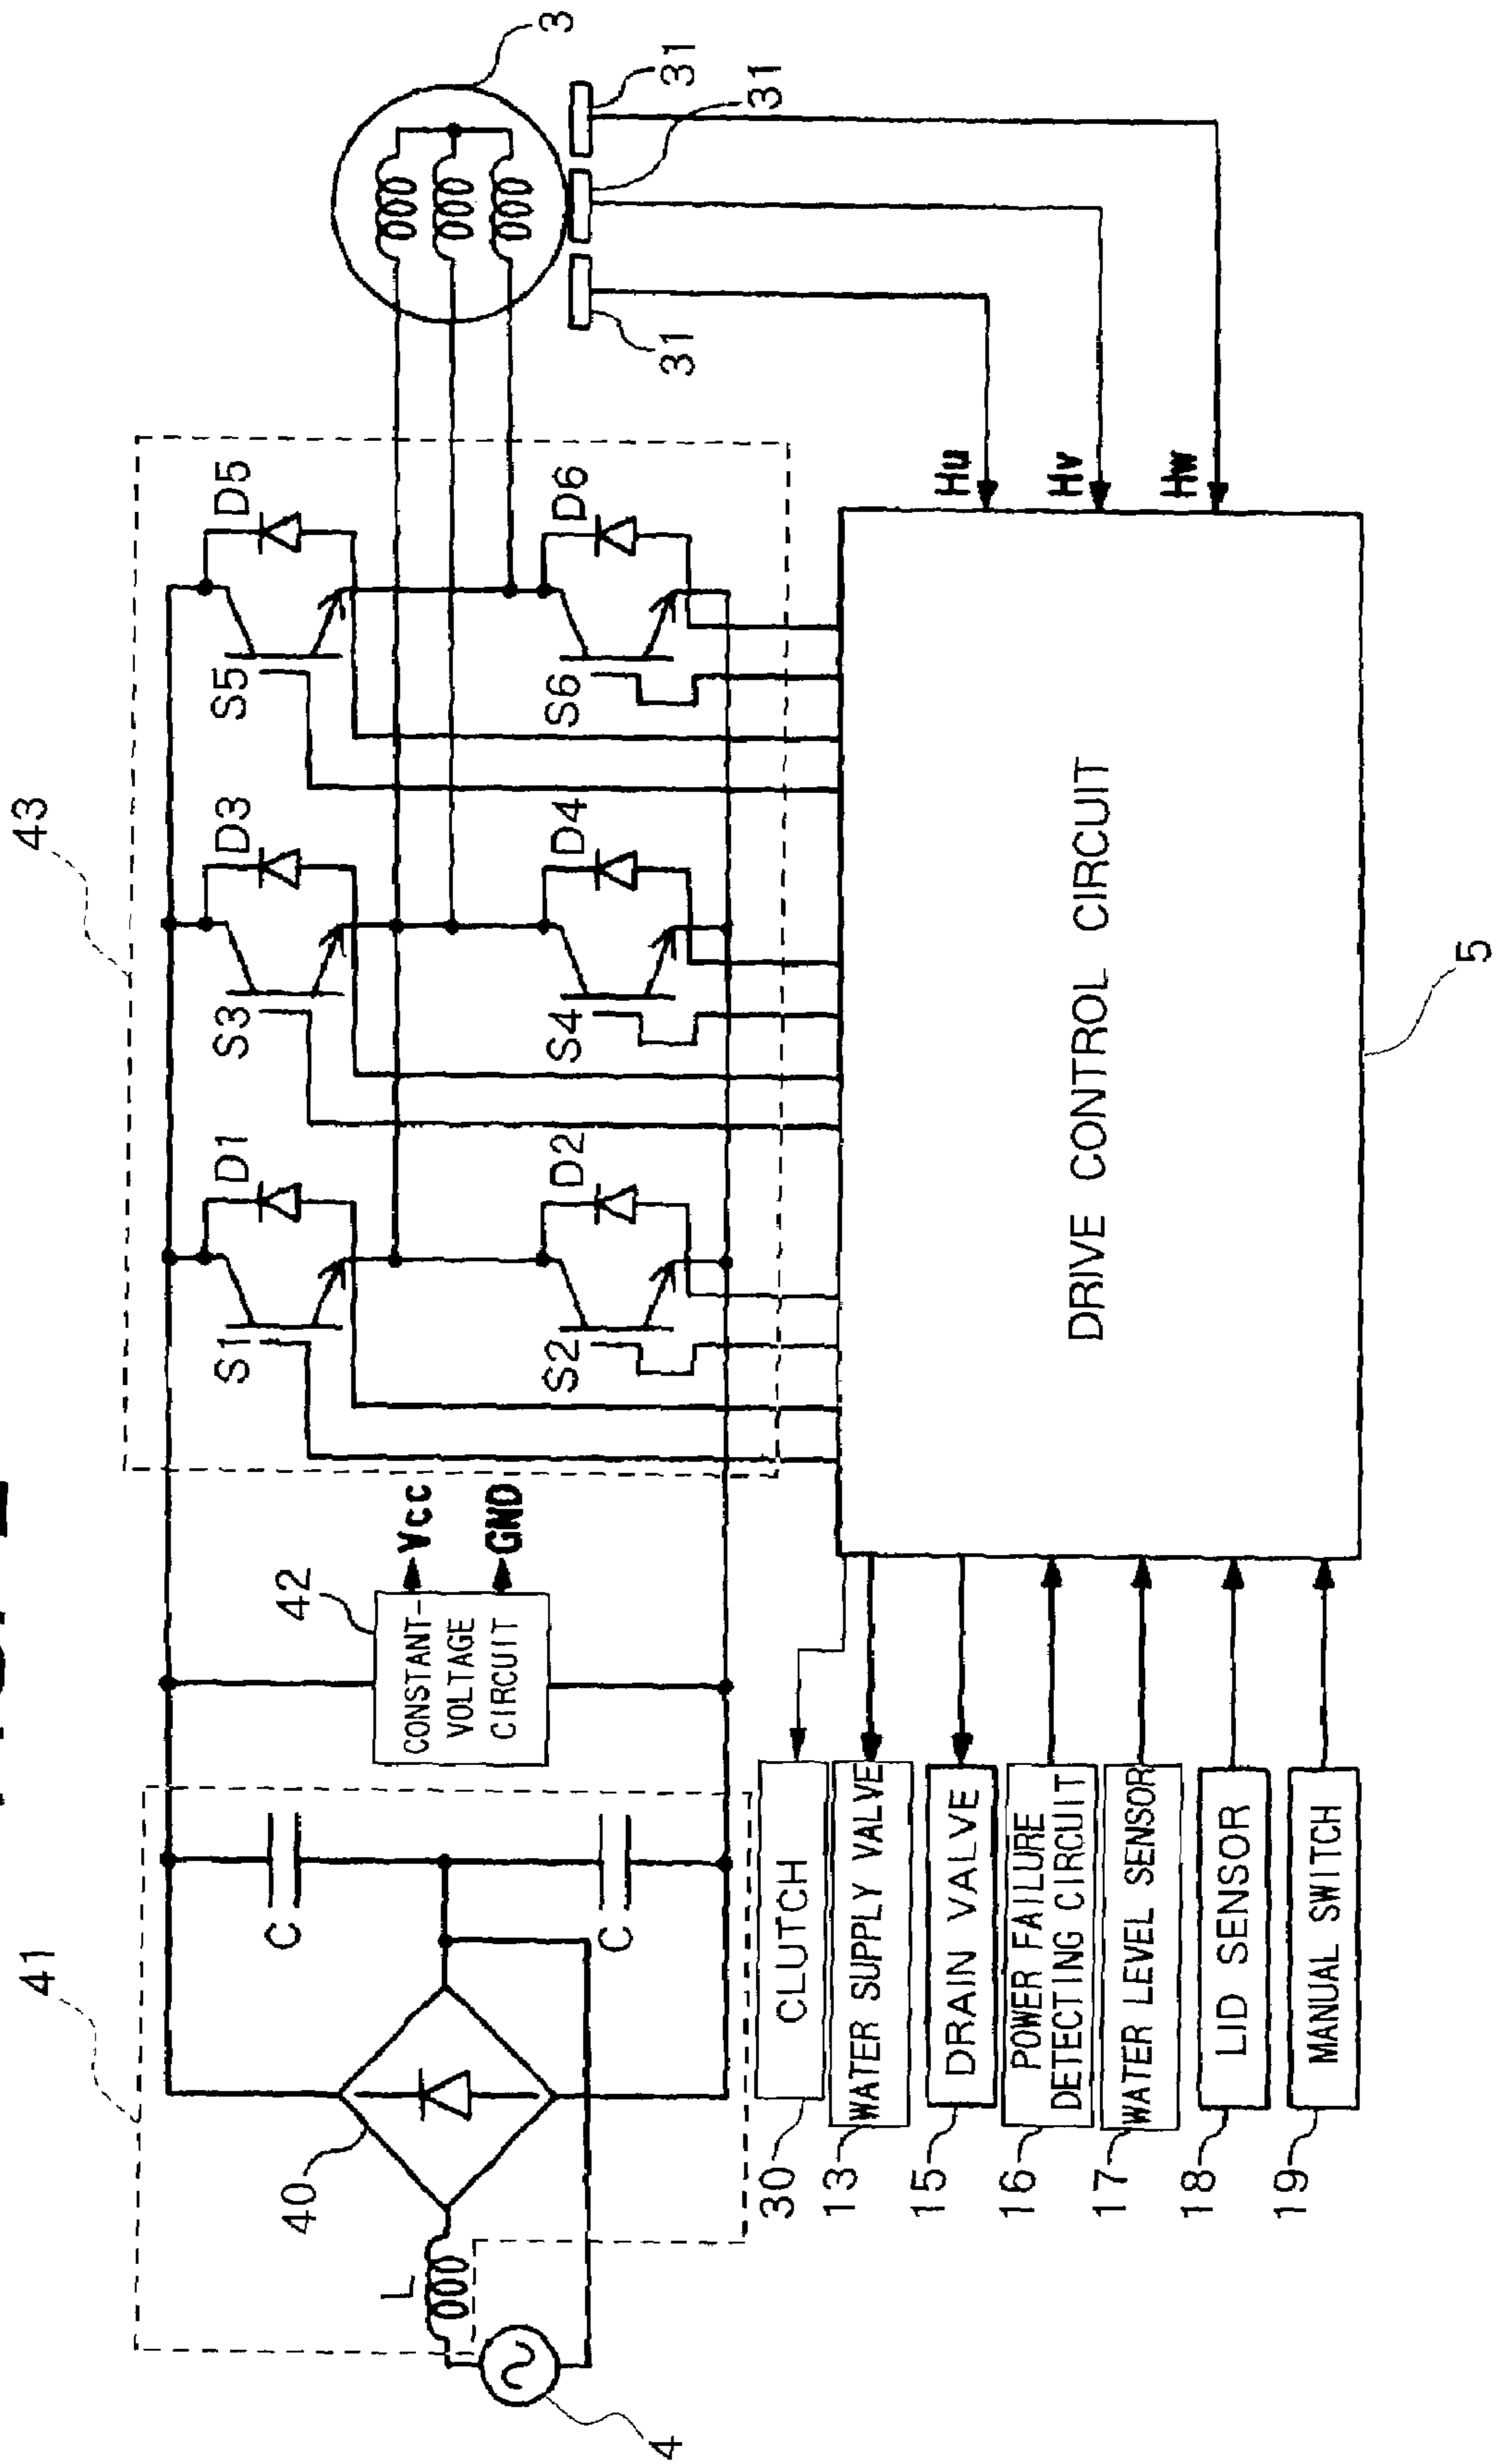 41
43
40
L
4
C
C
42
CONSTANT-
VOLTAGE
CIRCUIT
Vcc
GND
S1
D1
S3
D3
S5
D5
S2
D2
S4
D4
S6
D6
3
31
31
31
Hu
Hv
Hw
DRIVE CONTROL CIRCUIT
5
30
CLUTCH
13
WATER SUPPLY VALVE
15
DRAIN VALVE
16
POWER FAILURE
DETECTING CIRCUIT
17
WATER LEVEL SENSOR
18
LID SENSOR
19
MANUAL SWITCH